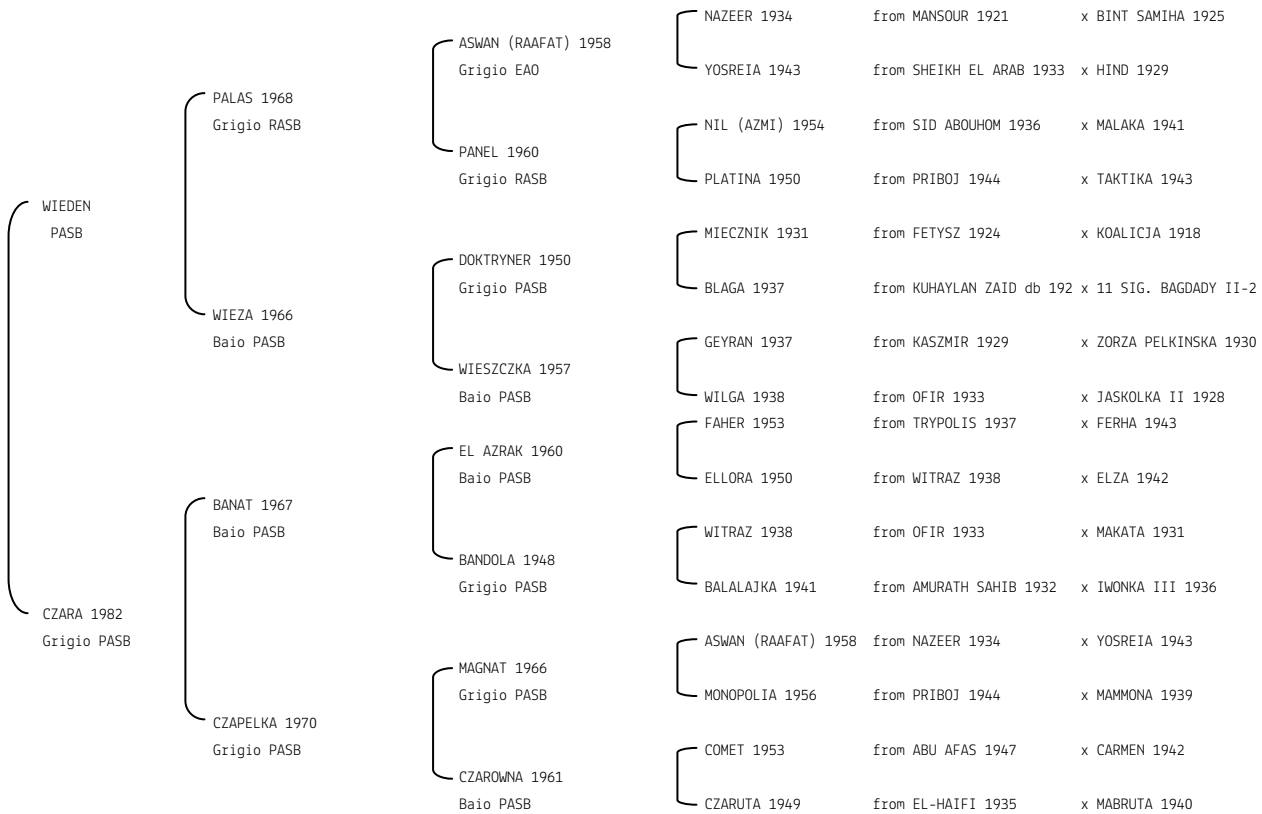 NAZEER 1934 from MANSOUR 1921 x BINT SAMIHA 1925
ASWAN (RAAFAT) 1958
Grigio EAO YOSREIA 1943 from SHEIKH EL ARAB 1933 x HIND 1929
PALAS 1968
Grigio RASB NIL (AZMI) 1954 from SID ABOUHOM 1936 x MALAKA 1941
PANEL 1960
Grigio RASB PLATINA 1950 from PRIBOJ 1944 x TAKTIKA 1943
WIEDEN
PASB MIECZNIK 1931 from FETYSZ 1924 x KOALICJA 1918
DOKTRYNER 1950
Grigio PASB BLAGA 1937 from KUHAYLAN ZAID db 192 x 11 SIG. BAGDADY II-2
WIEZA 1966
Baio PASB GEYRAN 1937 from KASZMIR 1929 x ZORZA PELKINSKA 1930
WIESZCZKA 1957
Baio PASB WILGA 1938 from OFIR 1933 x JASKOLKA II 1928
FAHER 1953 from TRYPOLIS 1937 x FERHA 1943
EL AZRAK 1960
Baio PASB ELLORA 1950 from WITRAZ 1938 x ELZA 1942
BANAT 1967
Baio PASB WITRAZ 1938 from OFIR 1933 x MAKATA 1931
BANDOLA 1948
Grigio PASB BALALAJKA 1941 from AMURATH SAHIB 1932 x IWONKA III 1936
CZARA 1982
Grigio PASB ASWAN (RAAFAT) 1958 from NAZEER 1934 x YOSREIA 1943
MAGNAT 1966
Grigio PASB MONOPOLIA 1956 from PRIBOJ 1944 x MAMMONA 1939
CZAPELKA 1970
Grigio PASB COMET 1953 from ABU AFAS 1947 x CARMEN 1942
CZAROWNA 1961
Baio PASB CZARUTA 1949 from EL-HAIFI 1935 x MABRUTA 1940